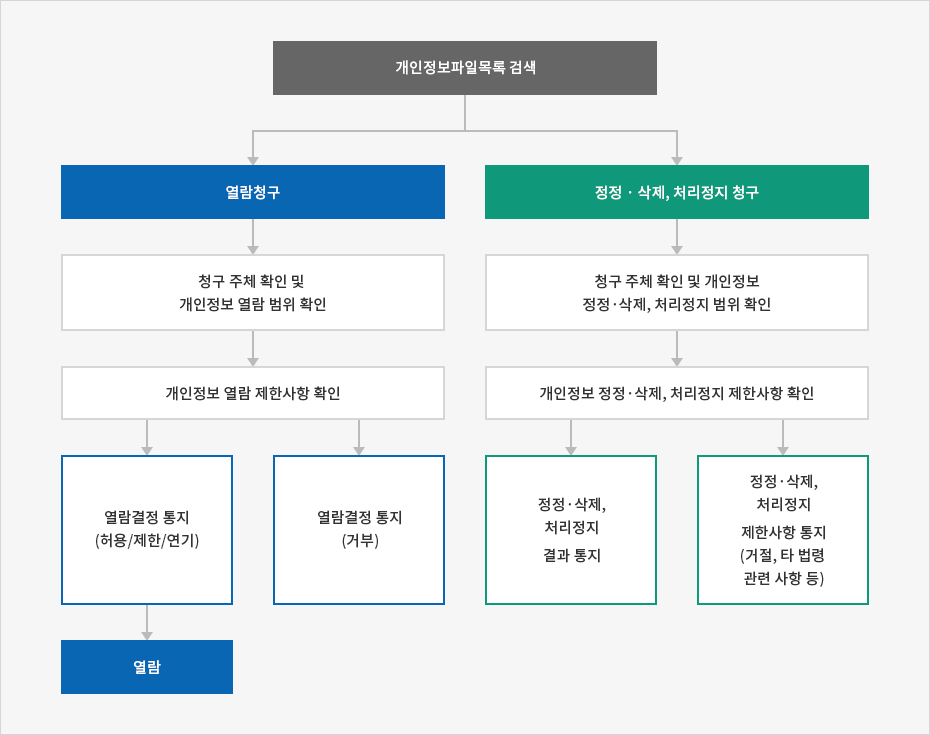 개인정보파일목록 검색
열람청구
정정 · 삭제, 처리정지 청구
청구 주체 확인 및
개인정보 열람 범위 확인
청구 주체 확인 및 개인정보
정정·삭제, 처리정지 범위 확인
개인정보 열람 제한사항 확인
개인정보 정정·삭제, 처리정지 제한사항 확인
열람결정 통지
(허용/제한/연기)
열람결정 통지
(거부)
정정·삭제,
처리정지
결과 통지
정정·삭제,
처리정지
제한사항 통지
(거절, 타 법령
관련 사항 등)
열람